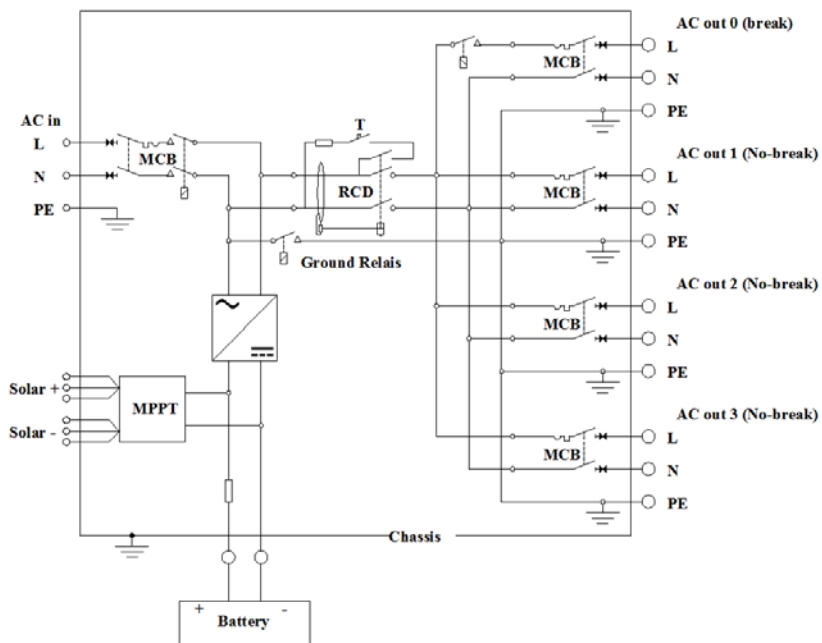 AC out 0 (break)
L
MCB
N
PE
AC in
L
MCB
N
PE
T
RCD
Ground Relais
AC out 1 (No-break)
L
MCB
N
PE
AC out 2 (No-break)
L
MCB
N
PE
Solar +
MPPT
Solar -
AC out 3 (No-break)
L
MCB
N
PE
Chassis
+ -
Battery